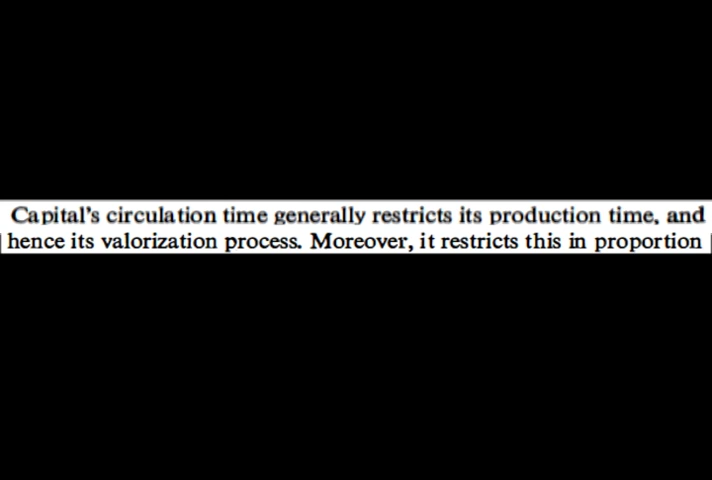 Capital's circulation time generally restricts its production time, and
hence its valorization process. Moreover, it restricts this in proportion